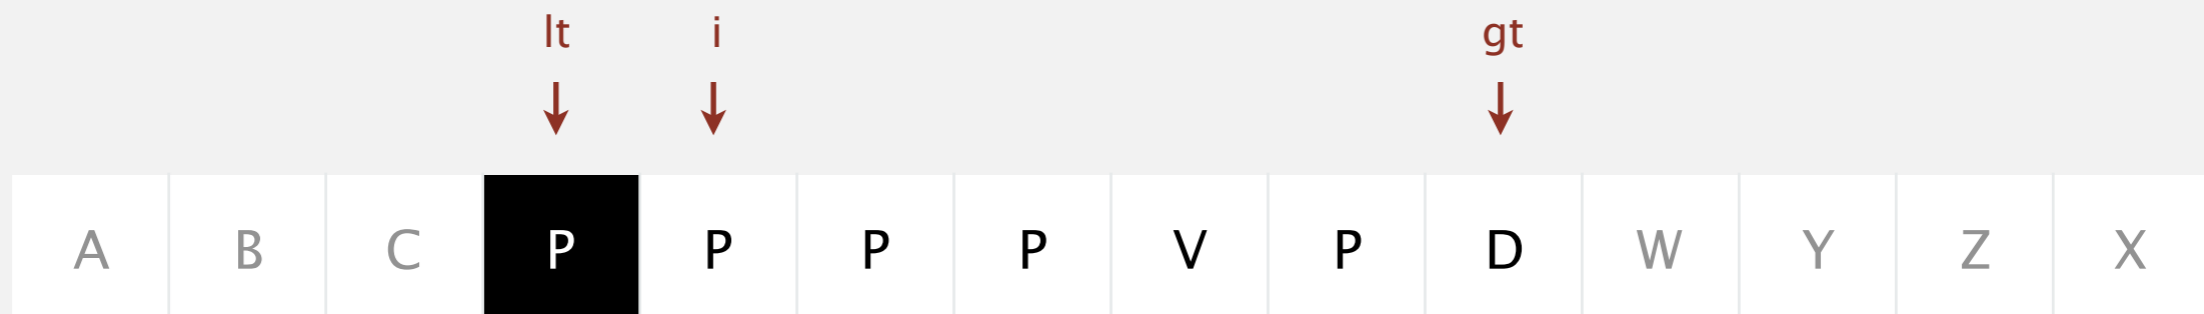 lt i gt
A B C P P P P V P D W Y Z X